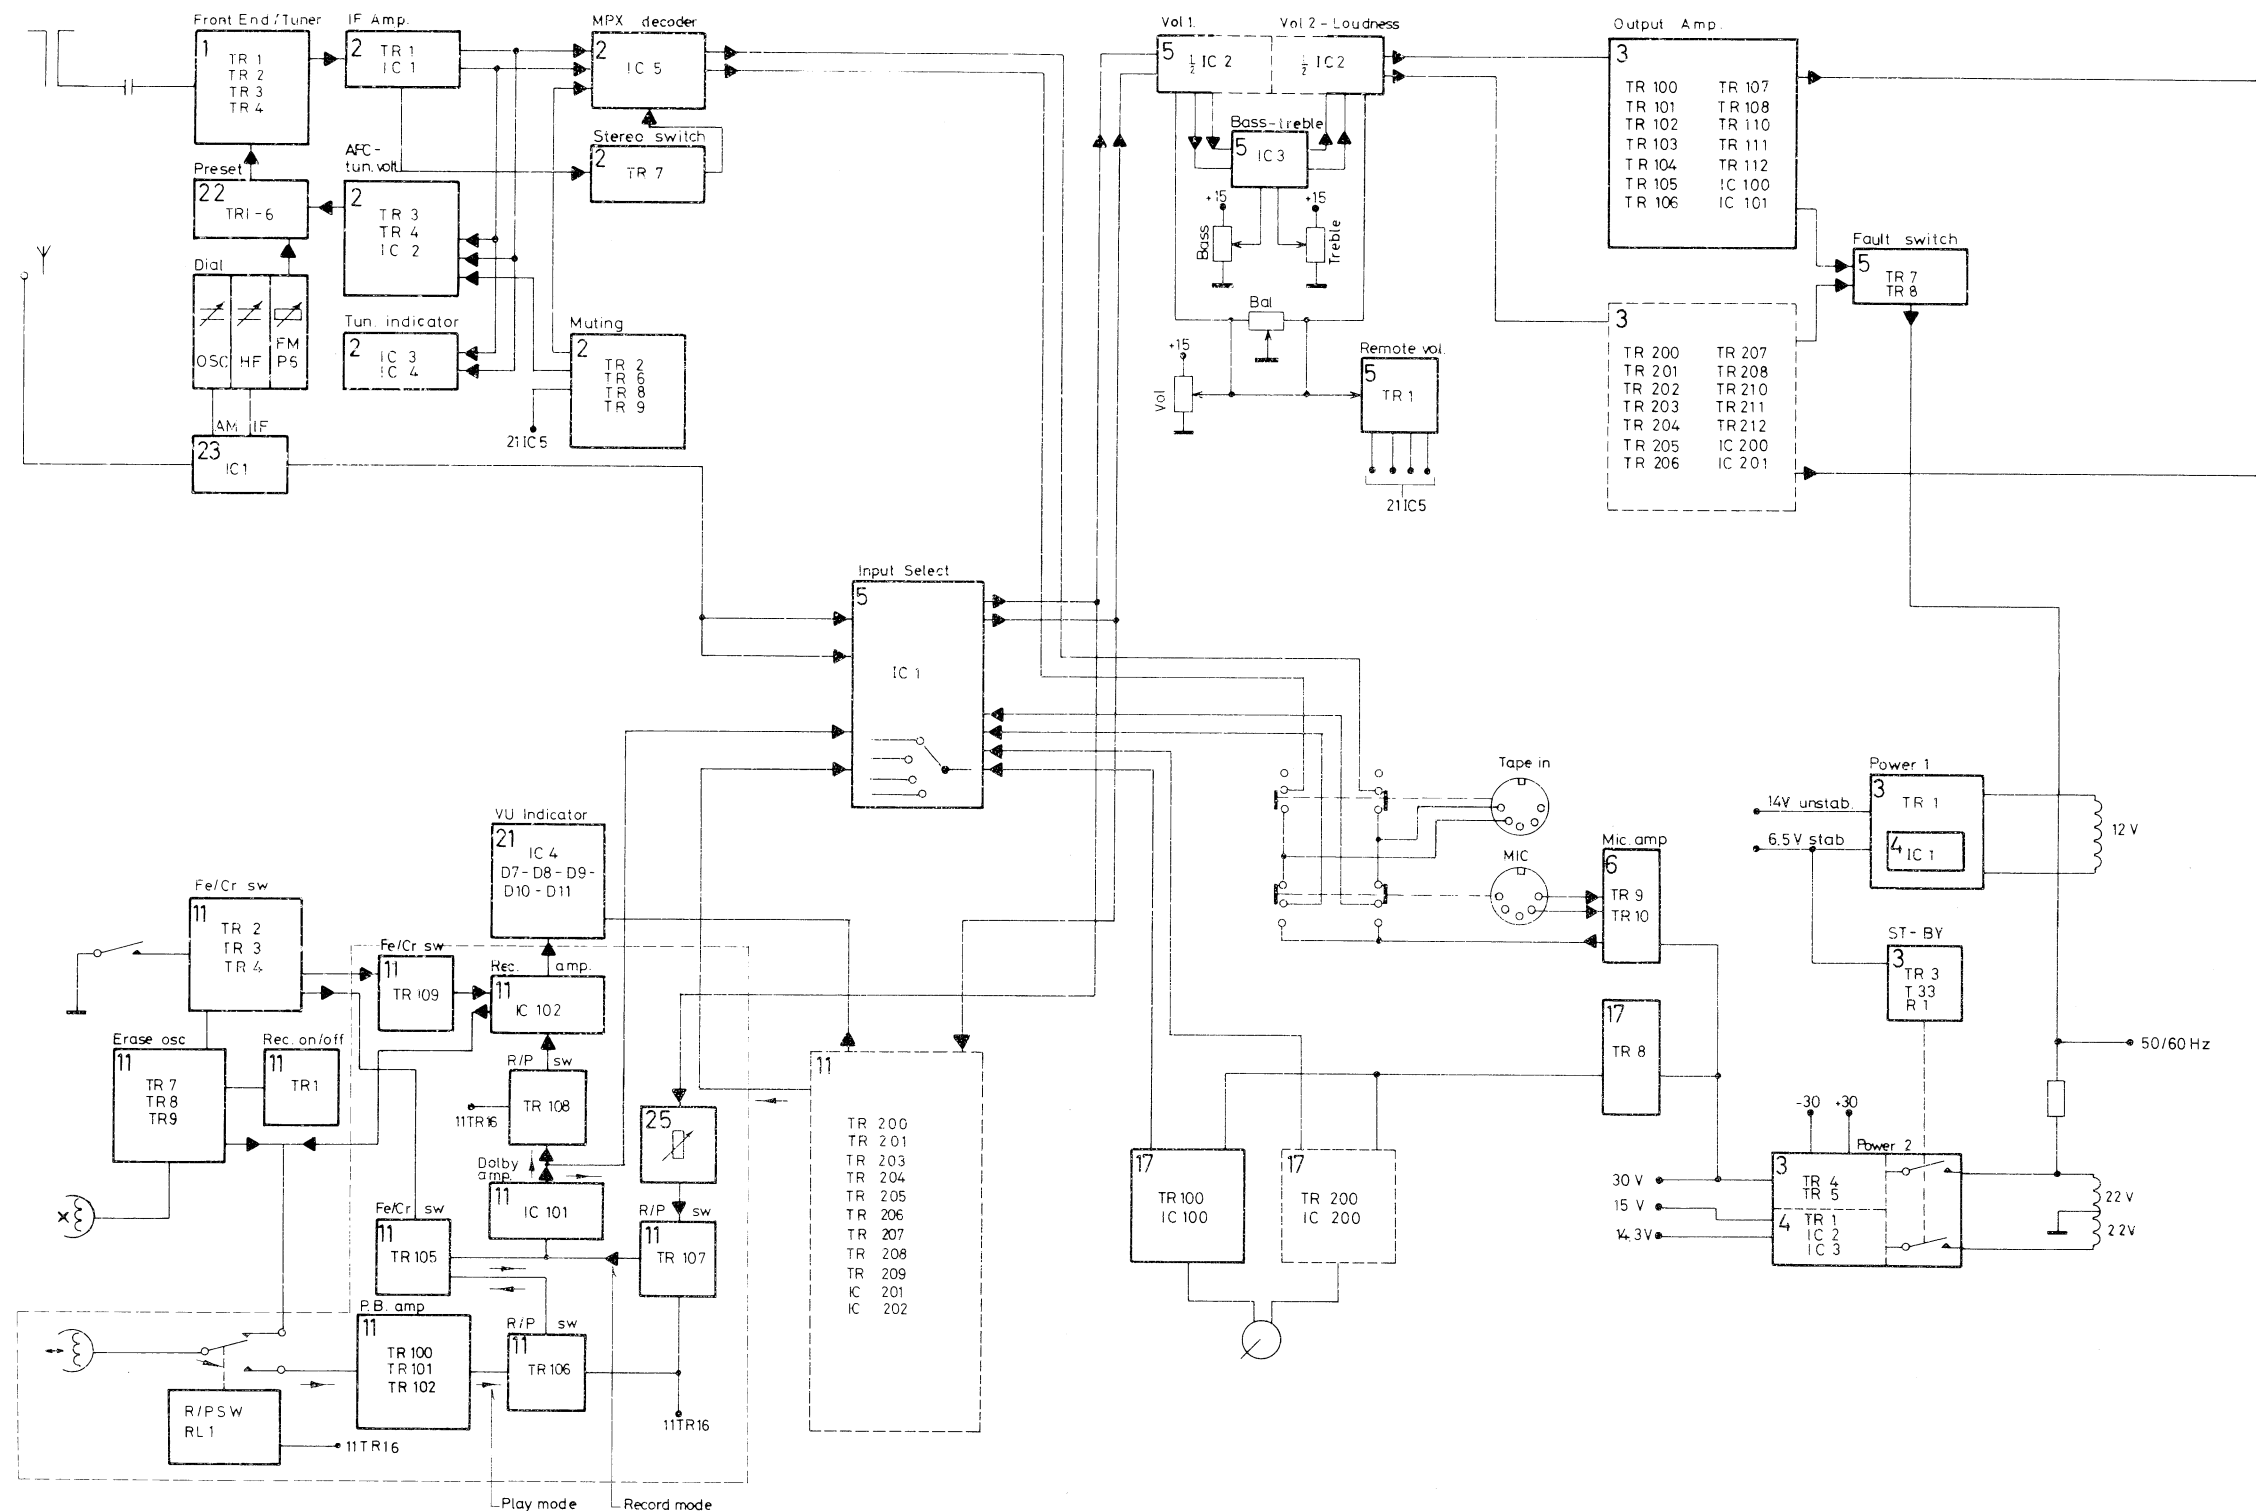 Front End/Tuner
1
TR 1
TR 2
TR 3
TR 4
IF Amp.
2
TR 1
IC 1
MPX decoder
2
IC 5
Stereo switch
2
TR 7
Preset
22
TR1-6
AFC-
tun. volt
2
TR 3
TR 4
IC 2
Dial
OSC
HF
FM
PS
AM IF
23
IC1
Tun. indicator
2
IC 3
IC 4
Muting
2
TR 2
TR 6
TR 8
TR 9
21 IC 5
Vol 1.
5
½ IC 2
Vol 2 - Loudness
½ IC 2
Bass-treble
5
IC 3
+15
+15
Bass
Treble
Bal
+15
Vol
Remote vol.
5
TR 1
21 IC5
Output Amp.
3
TR 100 TR 107
TR 101 TR 108
TR 102 TR 110
TR 103 TR 111
TR 104 TR 112
TR 105 IC 100
TR 106 IC 101
Fault switch
5
TR 7
TR 8
3
TR 200 TR 207
TR 201 TR 208
TR 202 TR 210
TR 203 TR 211
TR 204 TR 212
TR 205 IC 200
TR 206 IC 201
Input Select
5
IC 1
Tape in
MIC
Mic. amp
6
TR 9
TR 10
Power 1
3
TR 1
4
IC 1
14V unstab.
6.5V stab
12 V
ST-BY
3
TR 3
T 33
R 1
50/60 Hz
17
TR 8
-30 +30
Power 2
3
TR 4
TR 5
4
TR 1
IC 2
IC 3
30 V
15 V
14,3V
22 V
22V
VU Indicator
21
IC 4
D7 - D8 - D9 -
D10 - D11
Fe/Cr sw
11
TR 2
TR 3
TR 4
Fe/Cr sw
11
TR 109
Rec. amp.
11
IC 102
Erase osc
11
TR 7
TR 8
TR9
Rec. on/off
11
TR 1
R/P sw
11
TR 108
11TR16
25
Dolby
amp.
11
IC 101
Fe/Cr sw
11
TR 105
R/P sw
11
TR 107
11
TR 200
TR 201
TR 203
TR 204
TR 205
TR 206
TR 207
TR 208
TR 209
IC 201
IC 202
17
TR 100
IC 100
17
TR 200
IC 200
P.B. amp
11
TR 100
TR 101
TR 102
R/P sw
11
TR 106
11TR16
R/PSW
RL 1
11TR16
Play mode
Record mode